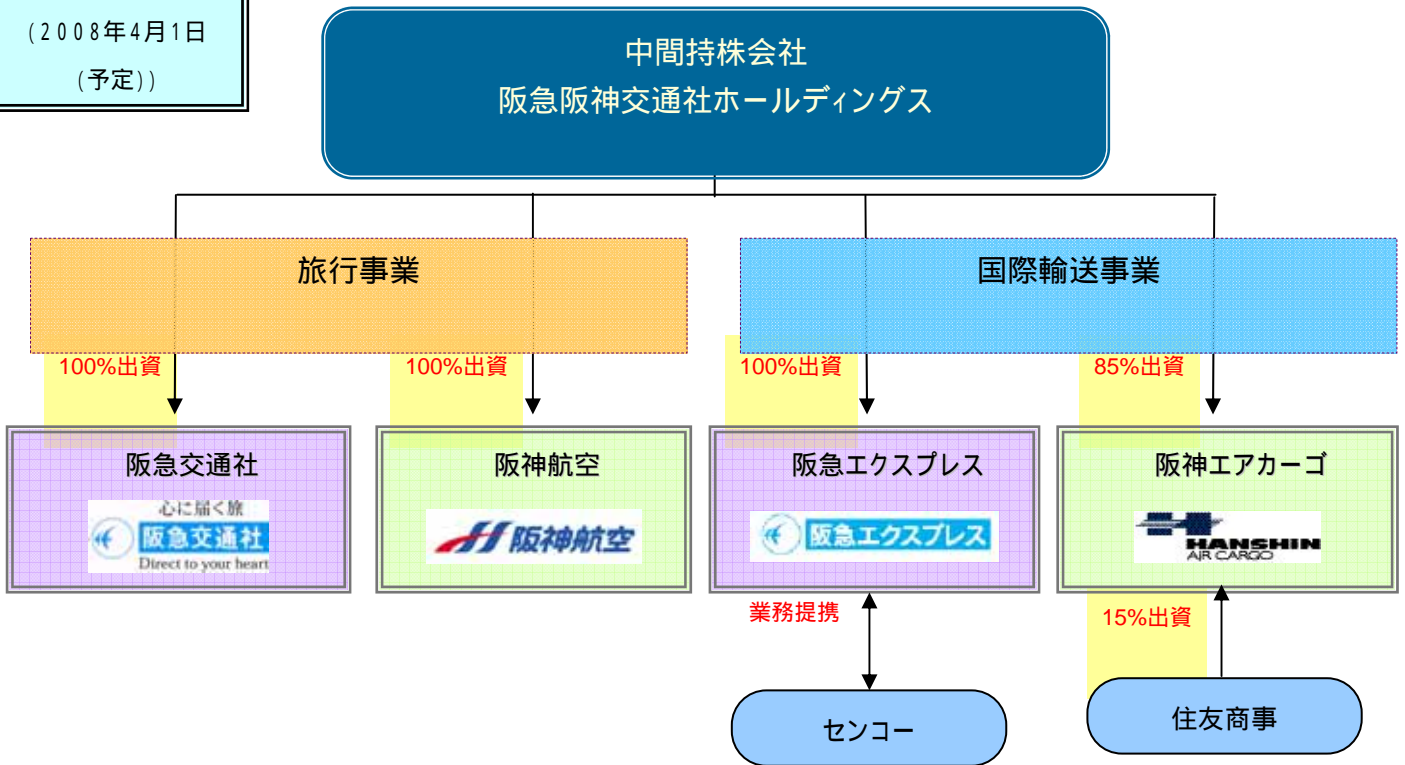 (2008年4月1日
(予定))
中間持株会社
阪急阪神交通社ホールディングス
旅行事業
国際輸送事業
100%出資
100%出資
100%出資
85%出資
阪急交通社
阪神航空
阪急エクスプレス
阪神エアカーゴ
心に届く旅
阪急交通社
Direct to your heart
阪神航空
阪急エクスプレス
HANSHIN
AIR CARGO
業務提携
15%出資
センコー
住友商事